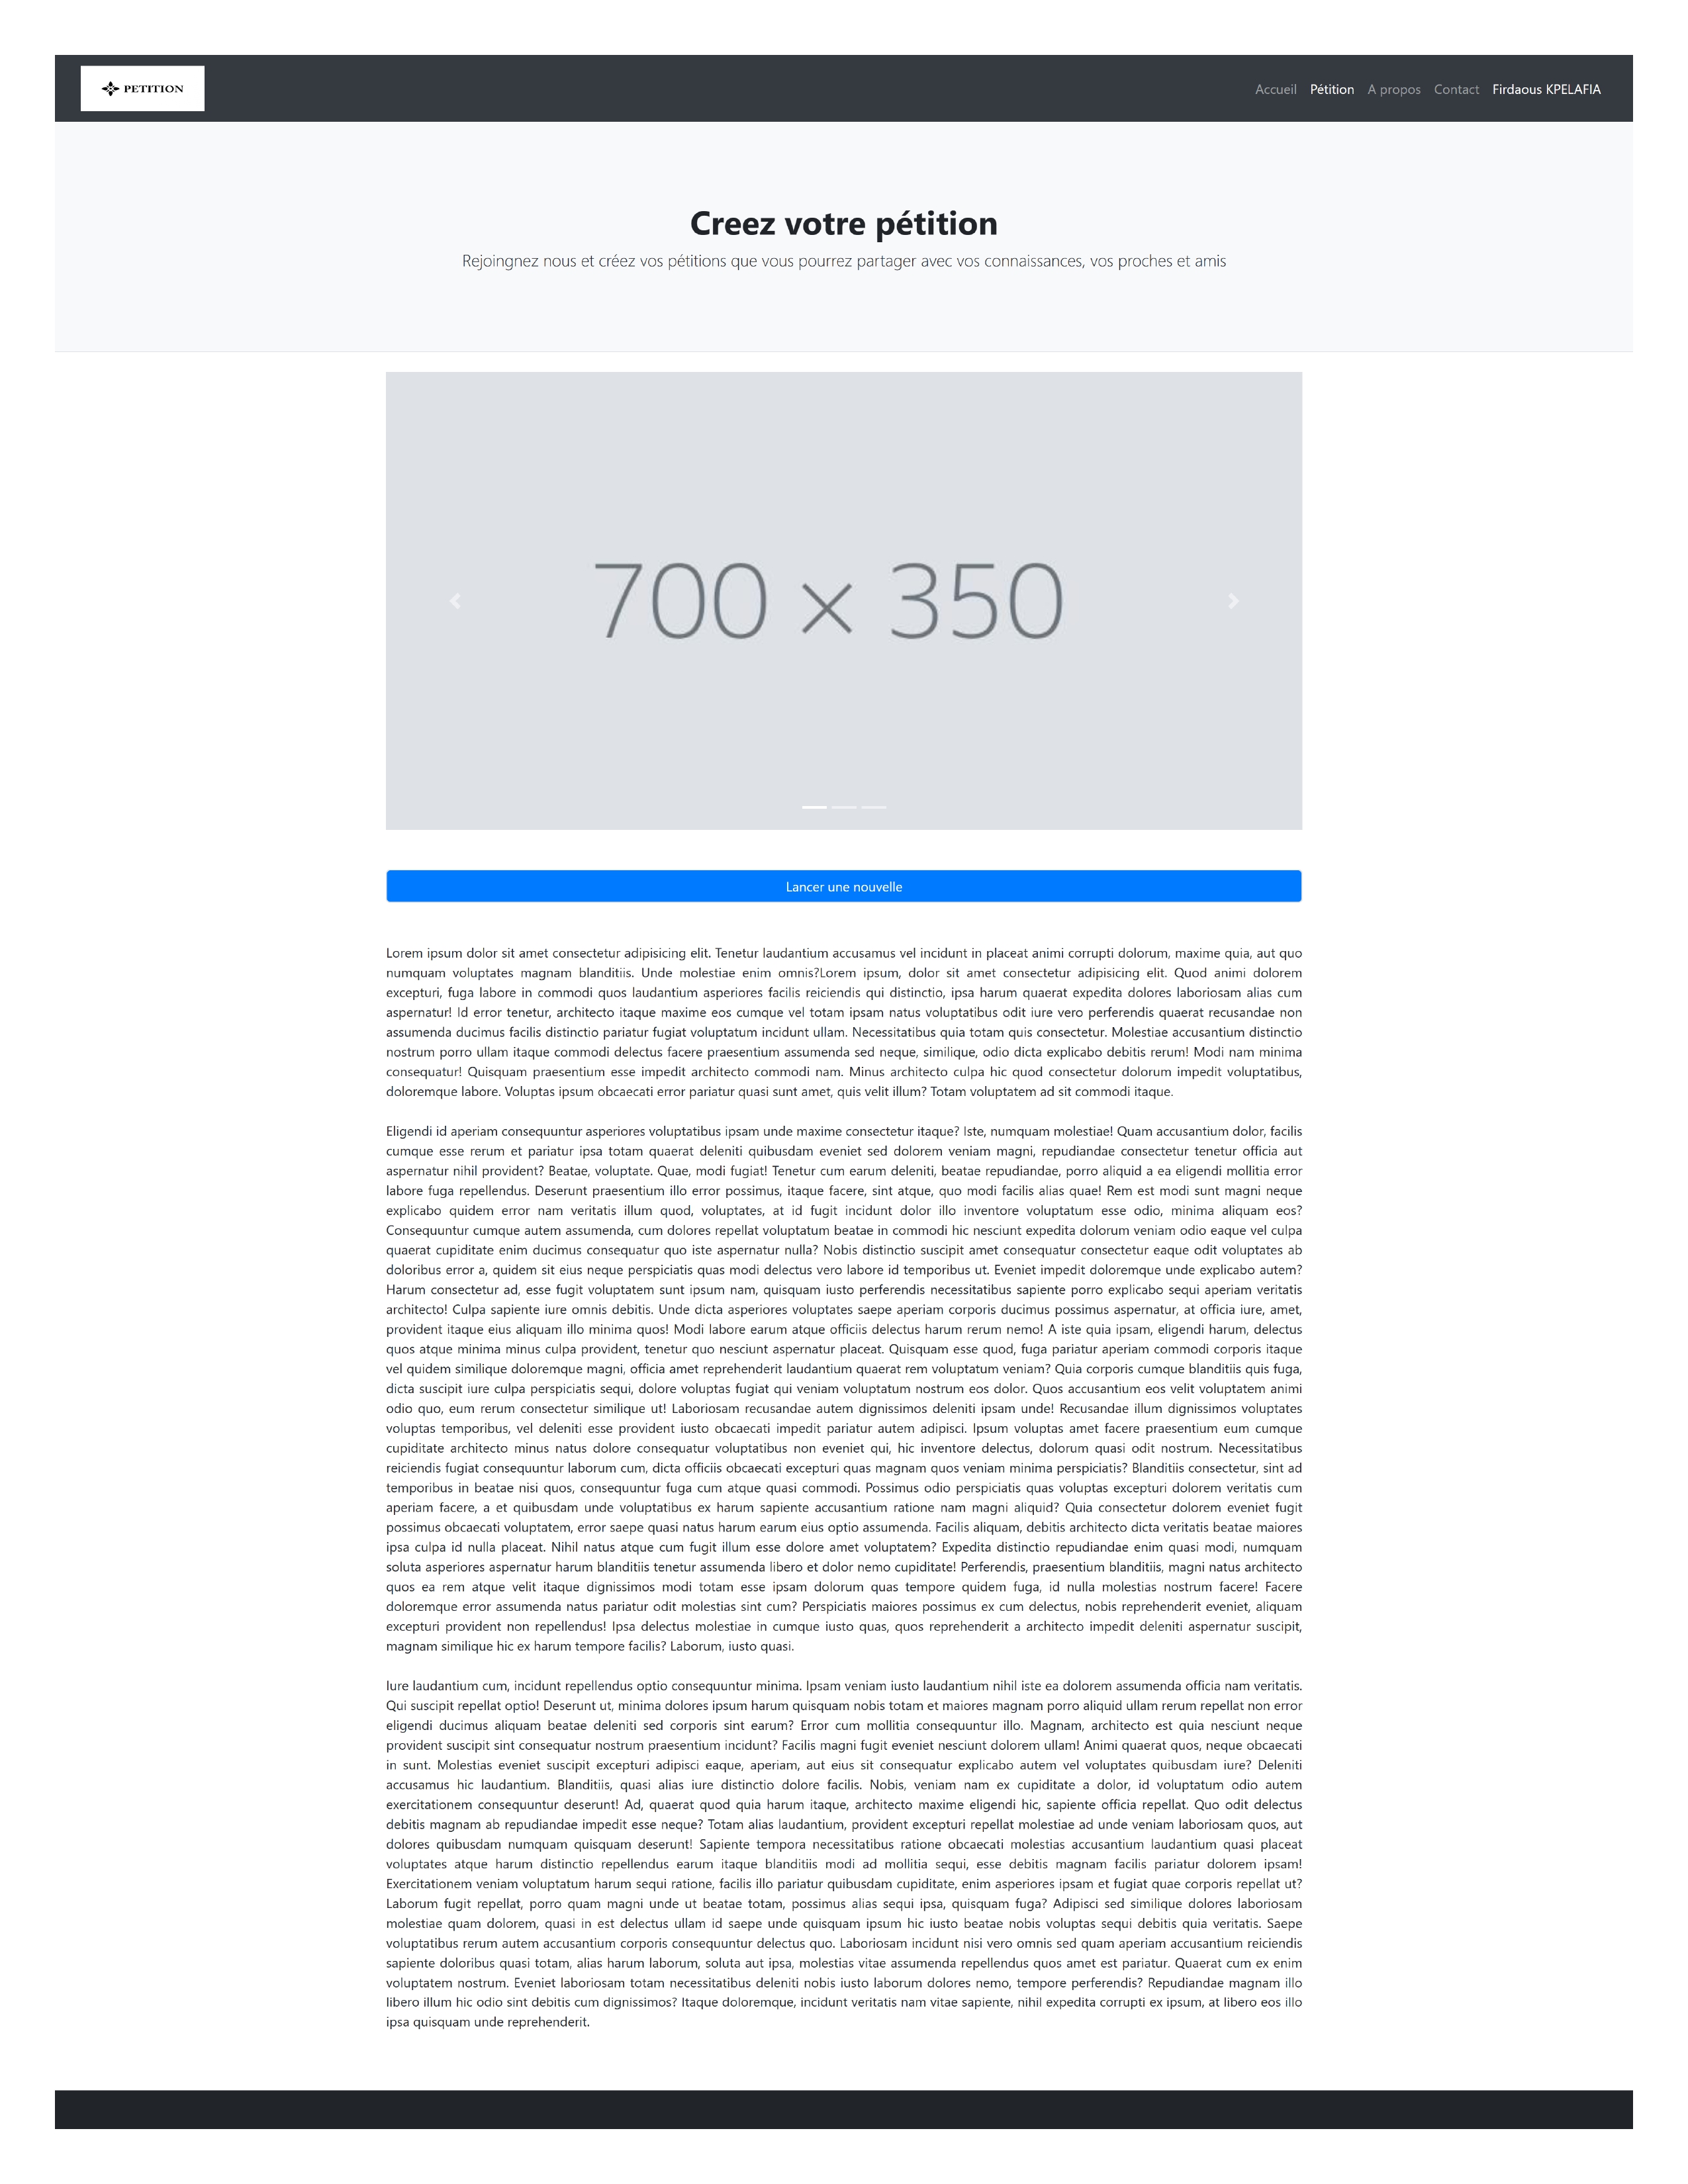 PETITION
Accueil Pétition A propos Contact Firdaous KPELAFIA
Creez votre pétition
Rejoingnez nous et créez vos pétitions que vous pourrez partager avec vos connaissances, vos proches et amis
700 × 350
Lancer une nouvelle
Lorem ipsum dolor sit amet consectetur adipisicing elit. Tenetur laudantium accusamus vel incidunt in placeat animi corrupti dolorum, maxime quia, aut quo
numquam voluptates magnam blanditiis. Unde molestiae enim omnis?Lorem ipsum, dolor sit amet consectetur adipisicing elit. Quod animi dolorem
excepturi, fuga labore in commodi quos laudantium asperiores facilis reiciendis qui distinctio, ipsa harum quaerat expedita dolores laboriosam alias cum
aspernatur! Id error tenetur, architecto itaque maxime eos cumque vel totam ipsam natus voluptatibus odit iure vero perferendis quaerat recusandae non
assumenda ducimus facilis distinctio pariatur fugiat voluptatum incidunt ullam. Necessitatibus quia totam quis consectetur. Molestiae accusantium distinctio
nostrum porro ullam itaque commodi delectus facere praesentium assumenda sed neque, similique, odio dicta explicabo debitis rerum! Modi nam minima
consequatur! Quisquam praesentium esse impedit architecto commodi nam. Minus architecto culpa hic quod consectetur dolorum impedit voluptatibus,
doloremque labore. Voluptas ipsum obcaecati error pariatur quasi sunt amet, quis velit illum? Totam voluptatem ad sit commodi itaque.
Eligendi id aperiam consequuntur asperiores voluptatibus ipsam unde maxime consectetur itaque? Iste, numquam molestiae! Quam accusantium dolor, facilis
cumque esse rerum et pariatur ipsa totam quaerat deleniti quibusdam eveniet sed dolorem veniam magni, repudiandae consectetur tenetur officia aut
aspernatur nihil provident? Beatae, voluptate. Quae, modi fugiat! Tenetur cum earum deleniti, beatae repudiandae, porro aliquid a ea eligendi mollitia error
labore fuga repellendus. Deserunt praesentium illo error possimus, itaque facere, sint atque, quo modi facilis alias quae! Rem est modi sunt magni neque
explicabo quidem error nam veritatis illum quod, voluptates, at id fugit incidunt dolor illo inventore voluptatum esse odio, minima aliquam eos?
Consequuntur cumque autem assumenda, cum dolores repellat voluptatum beatae in commodi hic nesciunt expedita dolorum veniam odio eaque vel culpa
quaerat cupiditate enim ducimus consequatur quo iste aspernatur nulla? Nobis distinctio suscipit amet consequatur consectetur eaque odit voluptates ab
doloribus error a, quidem sit eius neque perspiciatis quas modi delectus vero labore id temporibus ut. Eveniet impedit doloremque unde explicabo autem?
Harum consectetur ad, esse fugit voluptatem sunt ipsum nam, quisquam iusto perferendis necessitatibus sapiente porro explicabo sequi aperiam veritatis
architecto! Culpa sapiente iure omnis debitis. Unde dicta asperiores voluptates saepe aperiam corporis ducimus possimus aspernatur, at officia iure, amet,
provident itaque eius aliquam illo minima quos! Modi labore earum atque officiis delectus harum rerum nemo! A iste quia ipsam, eligendi harum, delectus
quos atque minima minus culpa provident, tenetur quo nesciunt aspernatur placeat. Quisquam esse quod, fuga pariatur aperiam commodi corporis itaque
vel quidem similique doloremque magni, officia amet reprehenderit laudantium quaerat rem voluptatum veniam? Quia corporis cumque blanditiis quis fuga,
dicta suscipit iure culpa perspiciatis sequi, dolore voluptas fugiat qui veniam voluptatum nostrum eos dolor. Quos accusantium eos velit voluptatem animi
odio quo, eum rerum consectetur similique ut! Laboriosam recusandae autem dignissimos deleniti ipsam unde! Recusandae illum dignissimos voluptates
voluptas temporibus, vel deleniti esse provident iusto obcaecati impedit pariatur autem adipisci. Ipsum voluptas amet facere praesentium eum cumque
cupiditate architecto minus natus dolore consequatur voluptatibus non eveniet qui, hic inventore delectus, dolorum quasi odit nostrum. Necessitatibus
reiciendis fugiat consequuntur laborum cum, dicta officiis obcaecati excepturi quas magnam quos veniam minima perspiciatis? Blanditiis consectetur, sint ad
temporibus in beatae nisi quos, consequuntur fuga cum atque quasi commodi. Possimus odio perspiciatis quas voluptas excepturi dolorem veritatis cum
aperiam facere, a et quibusdam unde voluptatibus ex harum sapiente accusantium ratione nam magni aliquid? Quia consectetur dolorem eveniet fugit
possimus obcaecati voluptatem, error saepe quasi natus harum earum eius optio assumenda. Facilis aliquam, debitis architecto dicta veritatis beatae maiores
ipsa culpa id nulla placeat. Nihil natus atque cum fugit illum esse dolore amet voluptatem? Expedita distinctio repudiandae enim quasi modi, numquam
soluta asperiores aspernatur harum blanditiis tenetur assumenda libero et dolor nemo cupiditate! Perferendis, praesentium blanditiis, magni natus architecto
quos ea rem atque velit itaque dignissimos modi totam esse ipsam dolorum quas tempore quidem fuga, id nulla molestias nostrum facere! Facere
doloremque error assumenda natus pariatur odit molestias sint cum? Perspiciatis maiores possimus ex cum delectus, nobis reprehenderit eveniet, aliquam
excepturi provident non repellendus! Ipsa delectus molestiae in cumque iusto quas, quos reprehenderit a architecto impedit deleniti aspernatur suscipit,
magnam similique hic ex harum tempore facilis? Laborum, iusto quasi.
Iure laudantium cum, incidunt repellendus optio consequuntur minima. Ipsam veniam iusto laudantium nihil iste ea dolorem assumenda officia nam veritatis.
Qui suscipit repellat optio! Deserunt ut, minima dolores ipsum harum quisquam nobis totam et maiores magnam porro aliquid ullam rerum repellat non error
eligendi ducimus aliquam beatae deleniti sed corporis sint earum? Error cum mollitia consequuntur illo. Magnam, architecto est quia nesciunt neque
provident suscipit sint consequatur nostrum praesentium incidunt? Facilis magni fugit eveniet nesciunt dolorem ullam! Animi quaerat quos, neque obcaecati
in sunt. Molestias eveniet suscipit excepturi adipisci eaque, aperiam, aut eius sit consequatur explicabo autem vel voluptates quibusdam iure? Deleniti
accusamus hic laudantium. Blanditiis, quasi alias iure distinctio dolore facilis. Nobis, veniam nam ex cupiditate a dolor, id voluptatum odio autem
exercitationem consequuntur deserunt! Ad, quaerat quod quia harum itaque, architecto maxime eligendi hic, sapiente officia repellat. Quo odit delectus
debitis magnam ab repudiandae impedit esse neque? Totam alias laudantium, provident excepturi repellat molestiae ad unde veniam laboriosam quos, aut
dolores quibusdam numquam quisquam deserunt! Sapiente tempora necessitatibus ratione obcaecati molestias accusantium laudantium quasi placeat
voluptates atque harum distinctio repellendus earum itaque blanditiis modi ad mollitia sequi, esse debitis magnam facilis pariatur dolorem ipsam!
Exercitationem veniam voluptatum harum sequi ratione, facilis illo pariatur quibusdam cupiditate, enim asperiores ipsam et fugiat quae corporis repellat ut?
Laborum fugit repellat, porro quam magni unde ut beatae totam, possimus alias sequi ipsa, quisquam fuga? Adipisci sed similique dolores laboriosam
molestiae quam dolorem, quasi in est delectus ullam id saepe unde quisquam ipsum hic iusto beatae nobis voluptas sequi debitis quia veritatis. Saepe
voluptatibus rerum autem accusantium corporis consequuntur delectus quo. Laboriosam incidunt nisi vero omnis sed quam aperiam accusantium reiciendis
sapiente doloribus quasi totam, alias harum laborum, soluta aut ipsa, molestias vitae assumenda repellendus quos amet est pariatur. Quaerat cum ex enim
voluptatem nostrum. Eveniet laboriosam totam necessitatibus deleniti nobis iusto laborum dolores nemo, tempore perferendis? Repudiandae magnam illo
libero illum hic odio sint debitis cum dignissimos? Itaque doloremque, incidunt veritatis nam vitae sapiente, nihil expedita corrupti ex ipsum, at libero eos illo
ipsa quisquam unde reprehenderit.